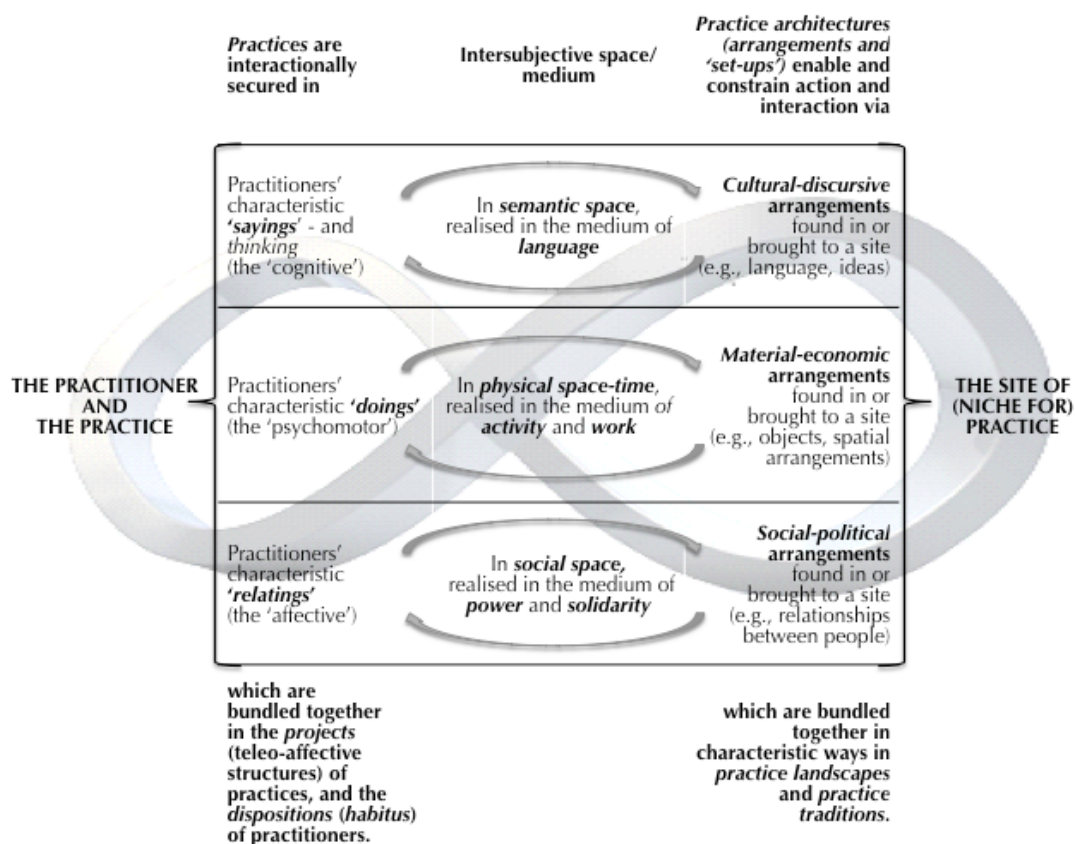 Practices are
interactionally
secured in
Intersubjective space/
medium
Practice architectures
(arrangements and
‘set-ups’) enable and
constrain action and
interaction via
THE PRACTITIONER
AND
THE PRACTICE
Practitioners’
characteristic
‘sayings’ - and
thinking
(the ‘cognitive’)
In semantic space,
realised in the medium of
language
Cultural-discursive
arrangements
found in or
brought to a site
(e.g., language, ideas)
Practitioners’
characteristic ‘doings’
(the ‘psychomotor’)
In physical space-time,
realised in the medium of
activity and work
Material-economic
arrangements
found in or
brought to a site
(e.g., objects, spatial
arrangements)
Practitioners’
characteristic
‘relatings’
(the ‘affective’)
In social space,
realised in the medium of
power and solidarity
Social-political
arrangements
found in or
brought to a site
(e.g., relationships
between people)
THE SITE OF
(NICHE FOR)
PRACTICE
which are
bundled together
in the projects
(teleo-affective
structures) of
practices, and the
dispositions (habitus)
of practitioners.
which are bundled
together in
characteristic ways in
practice landscapes
and practice
traditions.